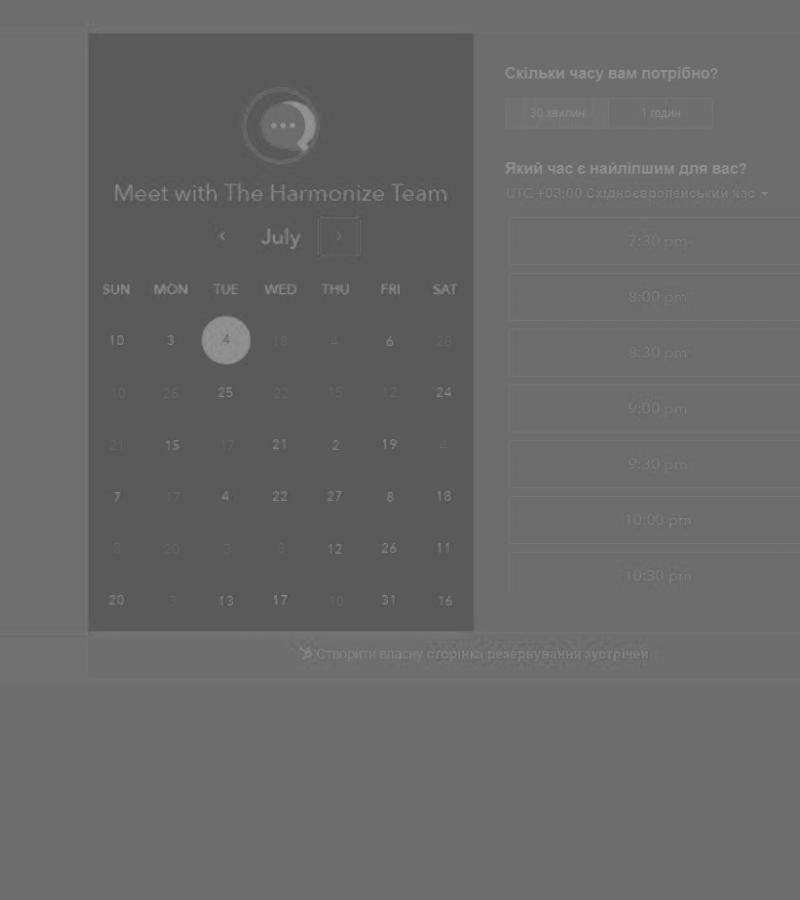 Meet with The Harmonize Team
July
SUN MON TUE WED THU FRI SAT
10 3 4 18 4 6 28
10 26 25 22 15 12 24
21 15 17 21 2 19 4
7 17 4 22 27 8 18
8 20 3 6 12 26 11
20 3 13 17 10 31 16
Скільки часу вам потрібно?
30 хвилин 1 годин
Який час є найліпшим для вас?
UTC +03:00 Східноєвропейський час
7:30 pm
8:00 pm
8:30 pm
9:00 pm
9:30 pm
10:00 pm
10:30 pm
Створити власну сторінка резервування зустрічей